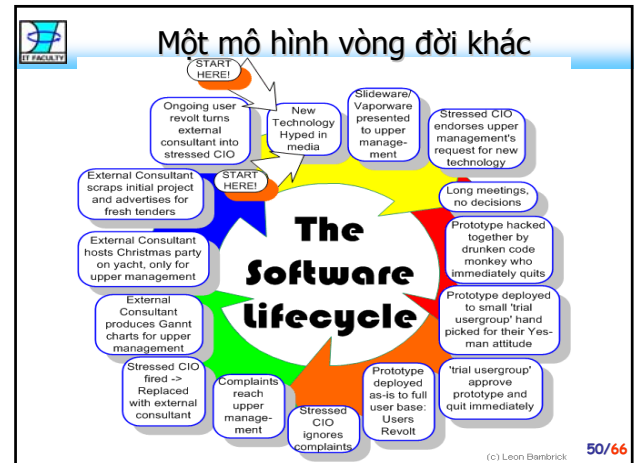 IT FACULTY
Một mô hình vòng đời khác
START
HERE!
New
Technology
Hyped in
media
Slideware/
Vaporware
presented
to upper
manage-
ment
Stressed CIO
endorses upper
management's
request for new
technology
Long meetings,
no decisions
Prototype hacked
together by
drunken code
monkey who
immediately quits
Prototype deployed
to small 'trial
usergroup' hand
picked for their Yes-
man attitude
'trial usergroup'
approve
prototype and
quit immediately
Prototype
deployed
as-is to full
user base:
Users
Revolt
Stressed
CIO
ignores
complaints
Complaints
reach
upper
manage-
ment
Stressed CIO
fired ->
Replaced
with external
consultant
External
Consultant
produces Gannt
charts for upper
management
External Consultant
hosts Christmas party
on yacht, only for
upper management
External Consultant
scraps initial project
and advertises for
fresh tenders
Ongoing user
revolt turns
external
consultant into
stressed CIO
START
HERE!
The
Software
Lifecycle
(c) Leon Bambrick
50/66